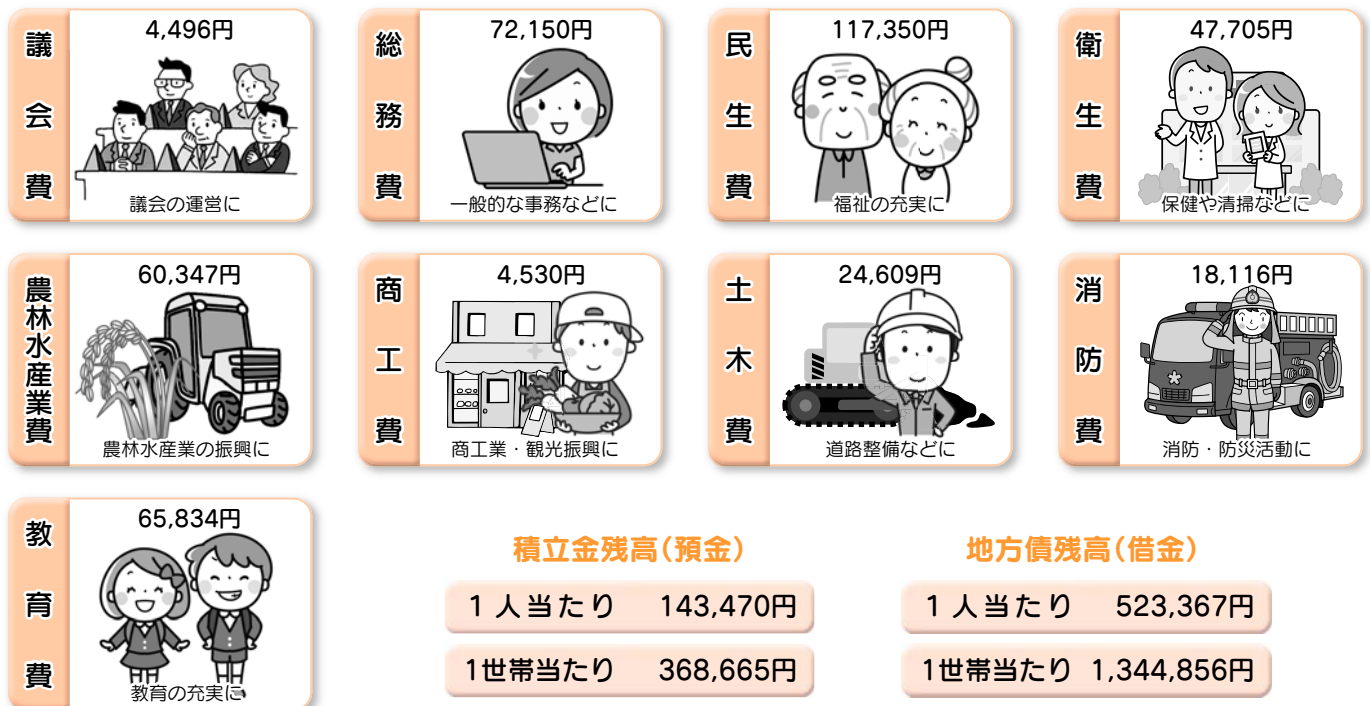 議会費
4,496円
議会の運営に
総務費
72,150円
一般的な事務などに
民生費
117,350円
福祉の充実に
衛生費
47,705円
保健や清掃などに
農林水産業費
60,347円
農林水産業の振興に
商工費
4,530円
商工業・観光振興に
土木費
24,609円
道路整備などに
消防費
18,116円
消防・防災活動に
教育費
65,834円
教育の充実に
積立金残高(預金)
1人当たり 143,470円
1世帯当たり 368,665円
地方債残高(借金)
1人当たり 523,367円
1世帯当たり 1,344,856円